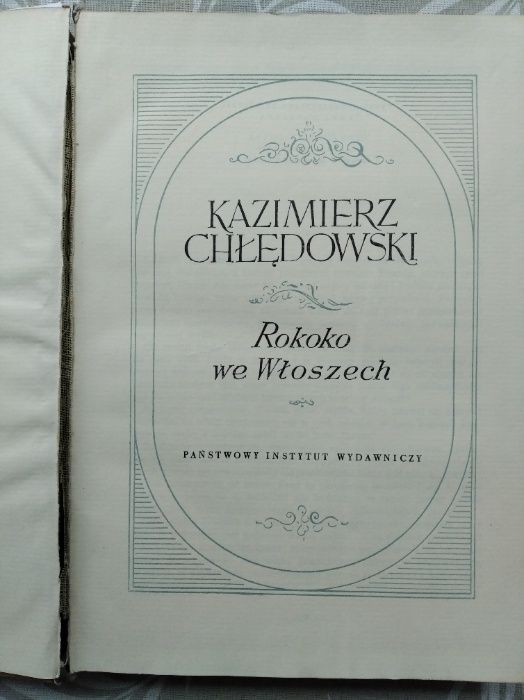 KAZIMIERZ
CHŁĘDOWSKI
Rokoko
we Włoszech
PAŃSTWOWY INSTYTUT WYDAWNICZY